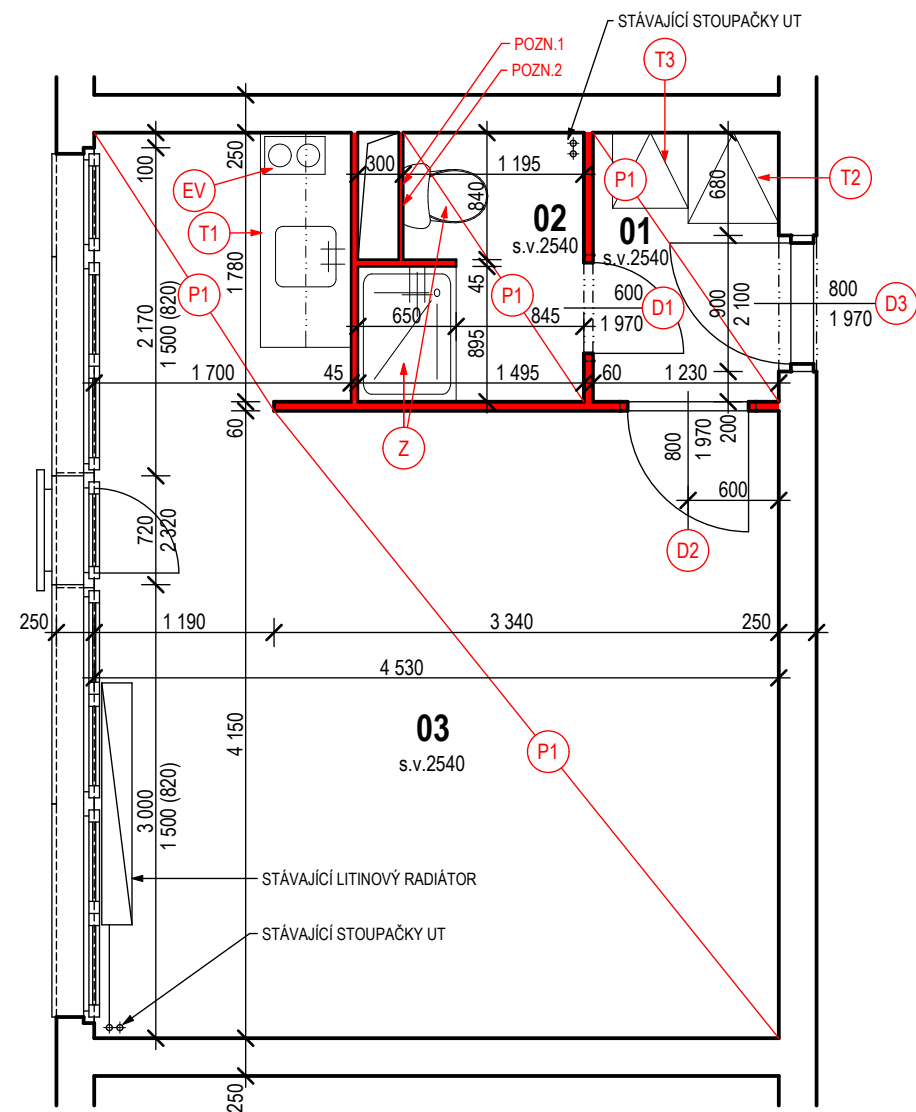 STÁVAJÍCÍ STOUPAČKY UT
POZN.1
POZN.2
T3
T2
T1
EV
P1
P1
P1
P1
100
250
300
1 195
840
680
02
s.v.2540
01
s.v.2540
1 780
2 170
1 500 (820)
45
650
845
895
600
1 970
D1
900
2 100
800
1 970
D3
1 700
45
1 495
60
1 230
60
Z
800
1 970
200
600
D2
720
2 320
250
1 190
3 340
250
4 530
4 150
03
s.v.2540
3 000
1 500 (820)
STÁVAJÍCÍ LITINOVÝ RADIÁTOR
STÁVAJÍCÍ STOUPAČKY UT
250